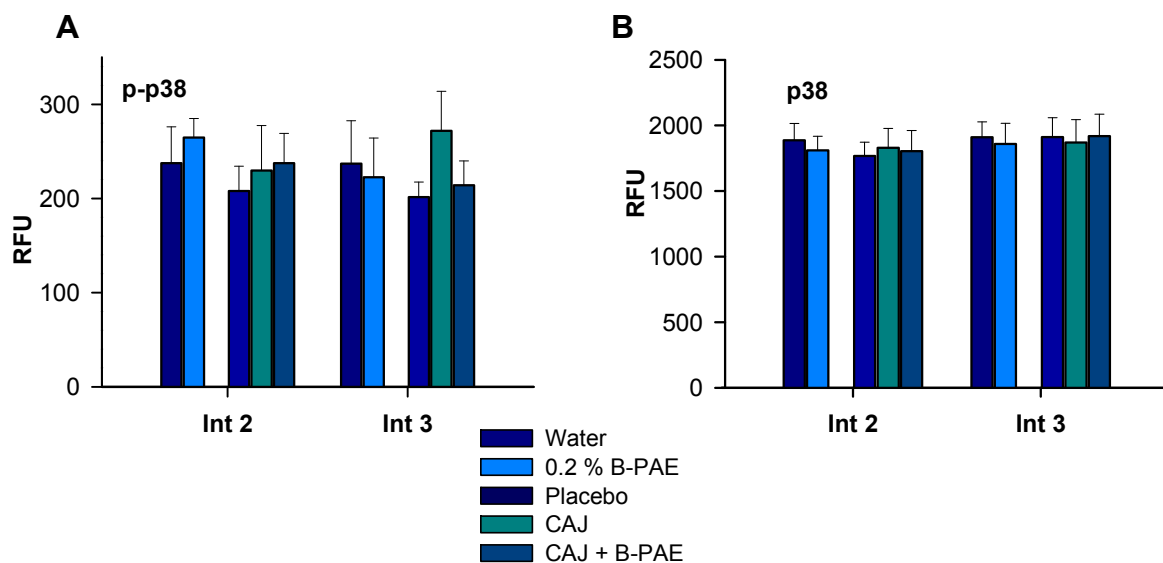 A
p-p38
RFU
300
200
100
0
Int 2
Int 3
B
p38
RFU
2500
2000
1500
1000
500
0
Int 2
Int 3
Water
0.2 % B-PAE
Placebo
CAJ
CAJ + B-PAE